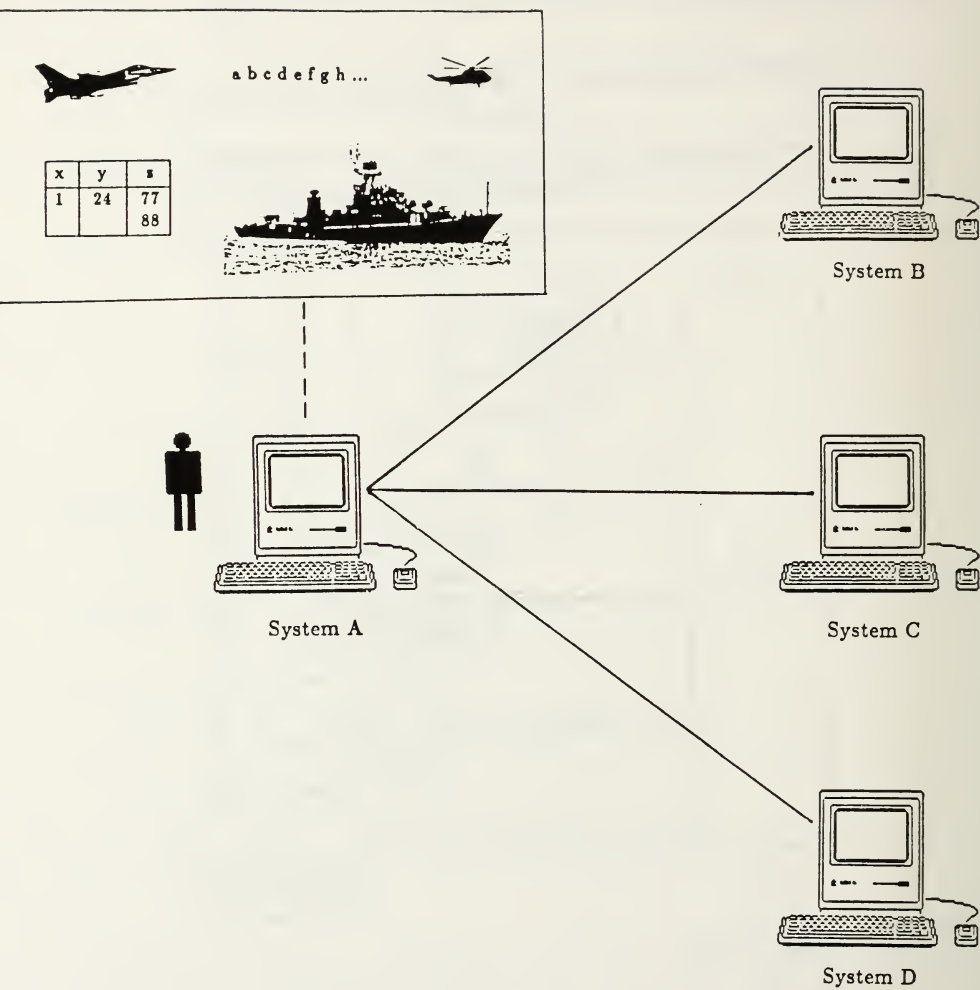 a b c d e f g h ...
x y z
1 24 77
88
System B
System A
System C
System D